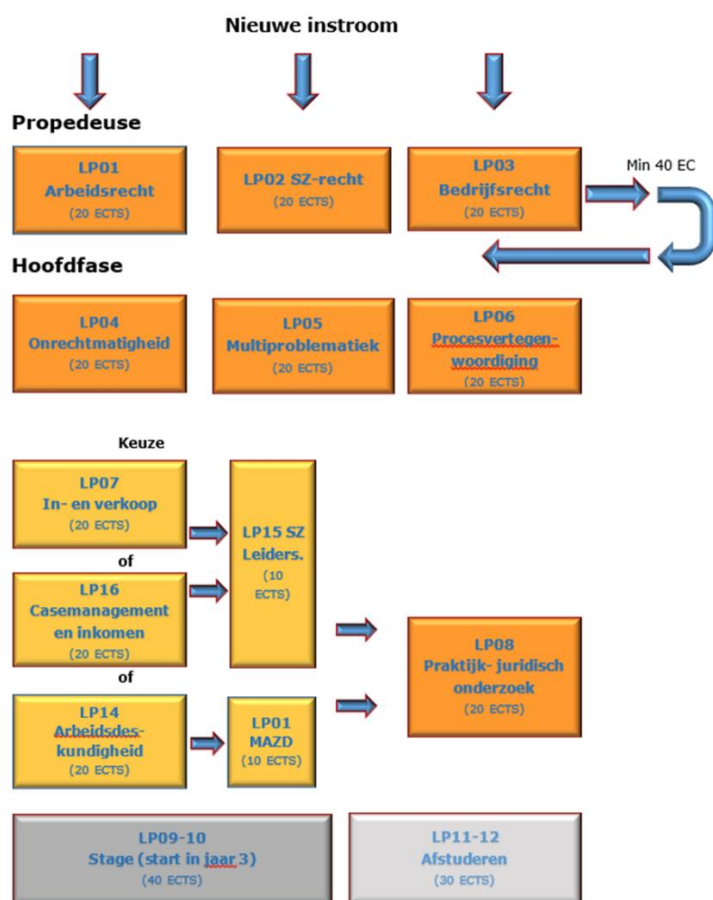 Nieuwe instroom
Propedeuse
LP01
Arbeidsrecht
(20 ECTS)
LP02 SZ-recht
(20 ECTS)
LP03
Bedrijfsrecht
(20 ECTS)
Min 40 EC
Hoofdfase
LP04
Onrechtmatigheid
(20 ECTS)
LP05
Multiproblematiek
(20 ECTS)
LP06
Procesvertegen-
woordiging
(20 ECTS)
Keuze
LP07
In- en verkoop
(20 ECTS)
of
LP16
Casemanagement
en inkomen
(20 ECTS)
of
LP14
Arbeidsdes-
kundigheid
(20 ECTS)
LP15 SZ
Leiders.
(10
ECTS)
LP01
MAZD
(10 ECTS)
LP08
Praktijk- juridisch
onderzoek
(20 ECTS)
LP09-10
Stage (start in jaar 3)
(40 ECTS)
LP11-12
Afstuderen
(30 ECTS)